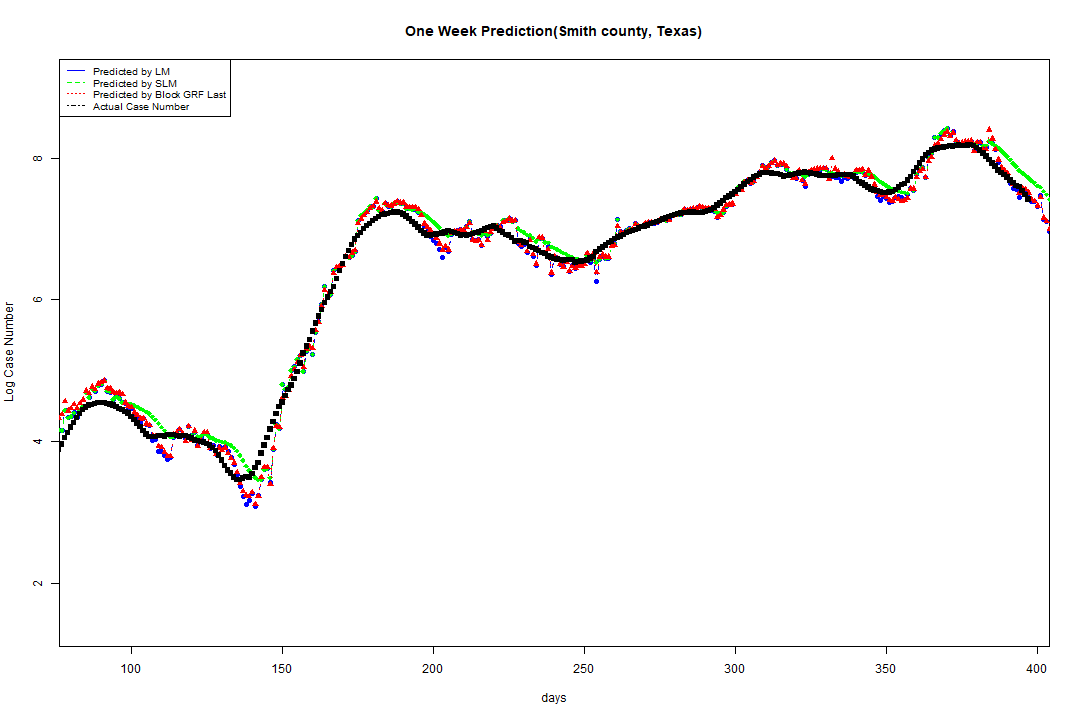 One Week Prediction(Smith county, Texas)
Predicted by LM
Predicted by SLM
Predicted by Block GRF Last
Actual Case Number
8
6
4
2
Log Case Number
100 150 200 250 300 350 400
days